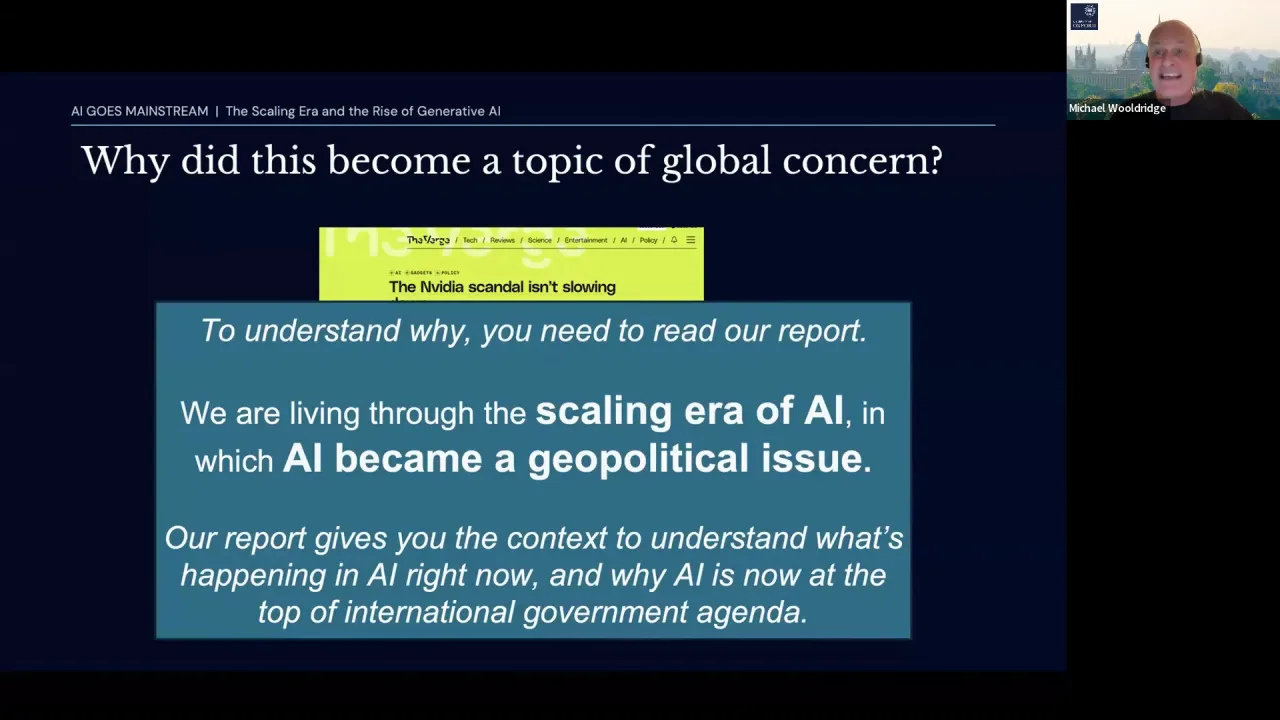 AI GOES MAINSTREAM | The Scaling Era and the Rise of Generative AI
Michael Wooldridge
Why did this become a topic of global concern?
The Verge / Tech / Reviews / Science / Entertainment / AI / Policy /
AI GADGETS POLICY
The Nvidia scandal isn't slowing
To understand why, you need to read our report.
We are living through the scaling era of AI, in
which AI became a geopolitical issue.
Our report gives you the context to understand what's
happening in AI right now, and why AI is now at the
top of international government agenda.